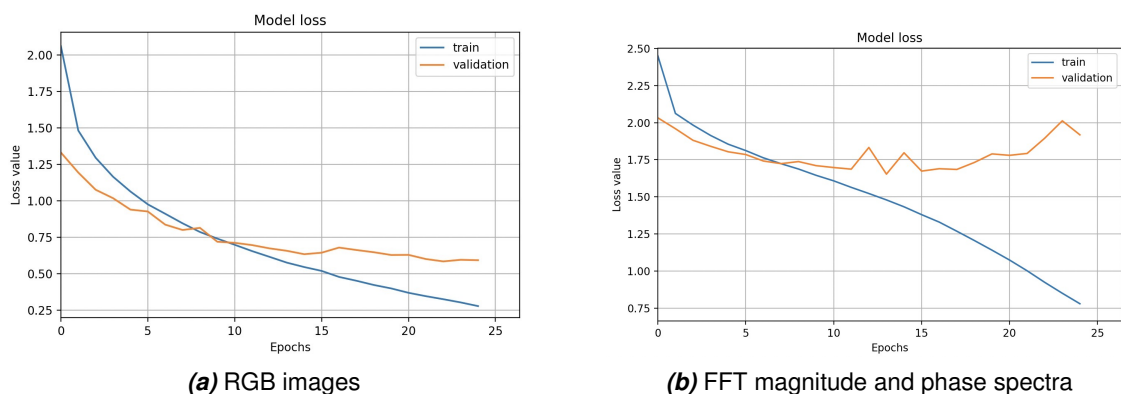 Model loss
train
validation
Loss value
2.00
1.75
1.50
1.25
1.00
0.75
0.50
0.25
0 5 10 15 20 25
Epochs
(a) RGB images
Model loss
train
validation
Loss value
2.50
2.25
2.00
1.75
1.50
1.25
1.00
0.75
0 5 10 15 20 25
Epochs
(b) FFT magnitude and phase spectra